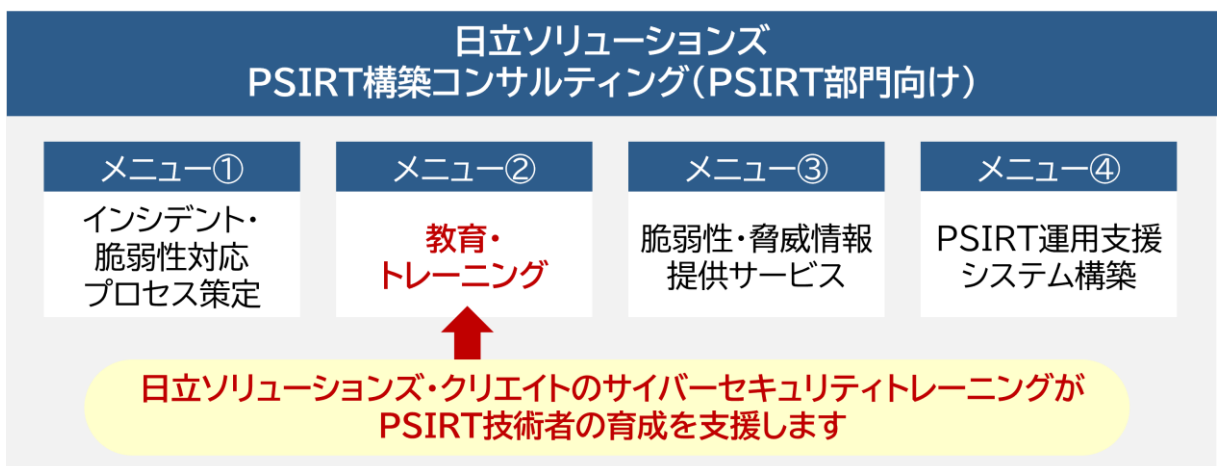 日立ソリューションズ
PSIRT構築コンサルティング(PSIRT部門向け)
メニュー①
インシデント・
脆弱性対応
プロセス策定
メニュー②
教育・
トレーニング
メニュー③
脆弱性・脅威情報
提供サービス
メニュー④
PSIRT運用支援
システム構築
日立ソリューションズ・クリエイトのサイバーセキュリティトレーニングが
PSIRT技術者の育成を支援します